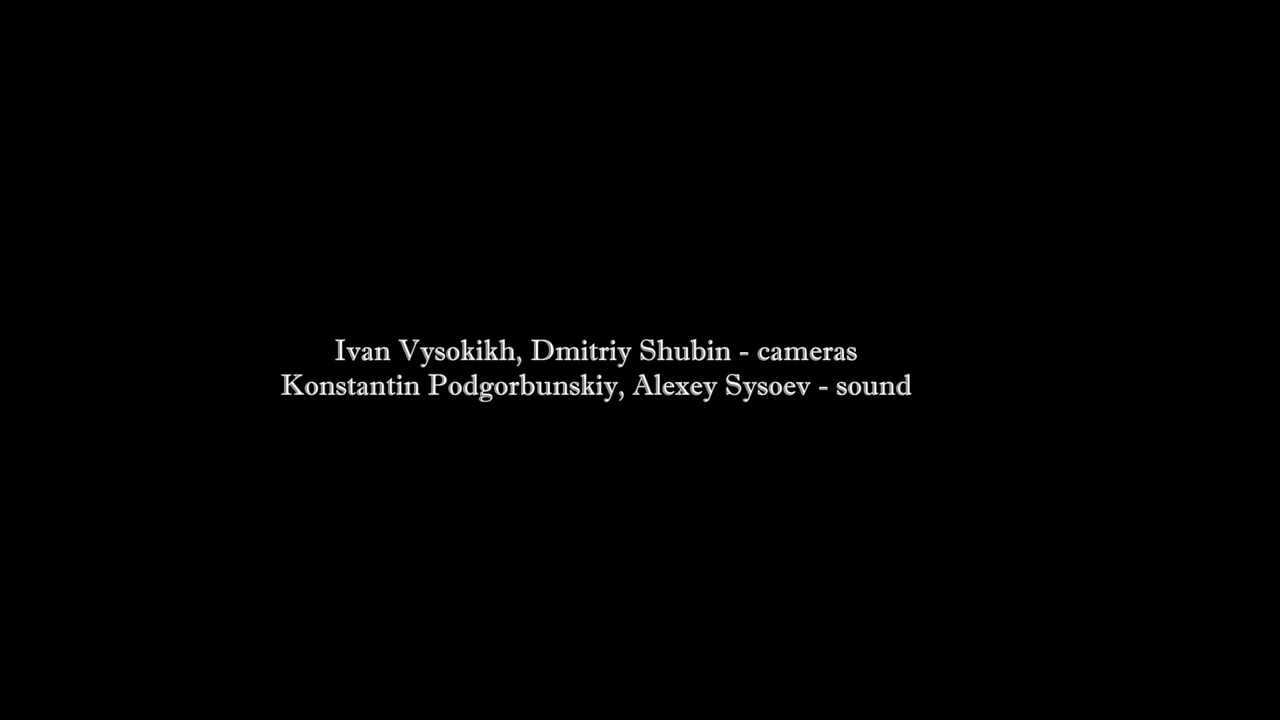 Ivan Vysokikh, Dmitriy Shubin - cameras
Konstantin Podgorbunskiy, Alexey Sysoev - sound